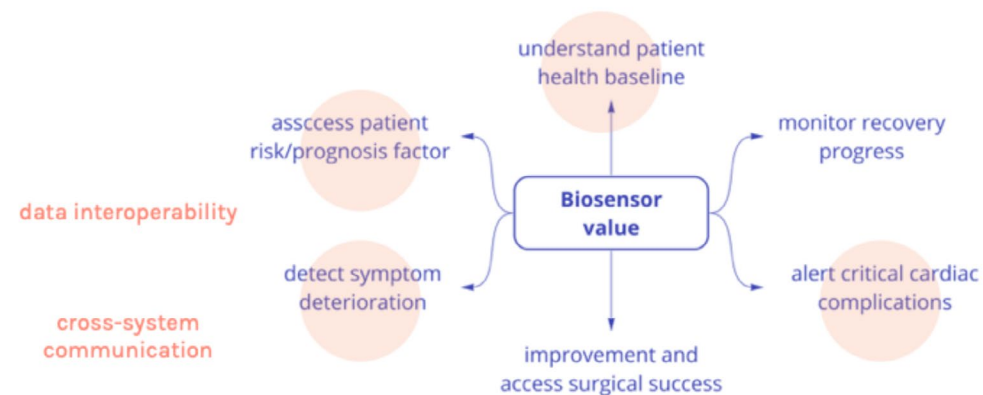 understand patient
health baseline
assccess patient
risk/prognosis factor
monitor recovery
progress
data interoperability
Biosensor
value
detect symptom
deterioration
alert critical cardiac
complications
cross-system
communication
improvement and
access surgical success